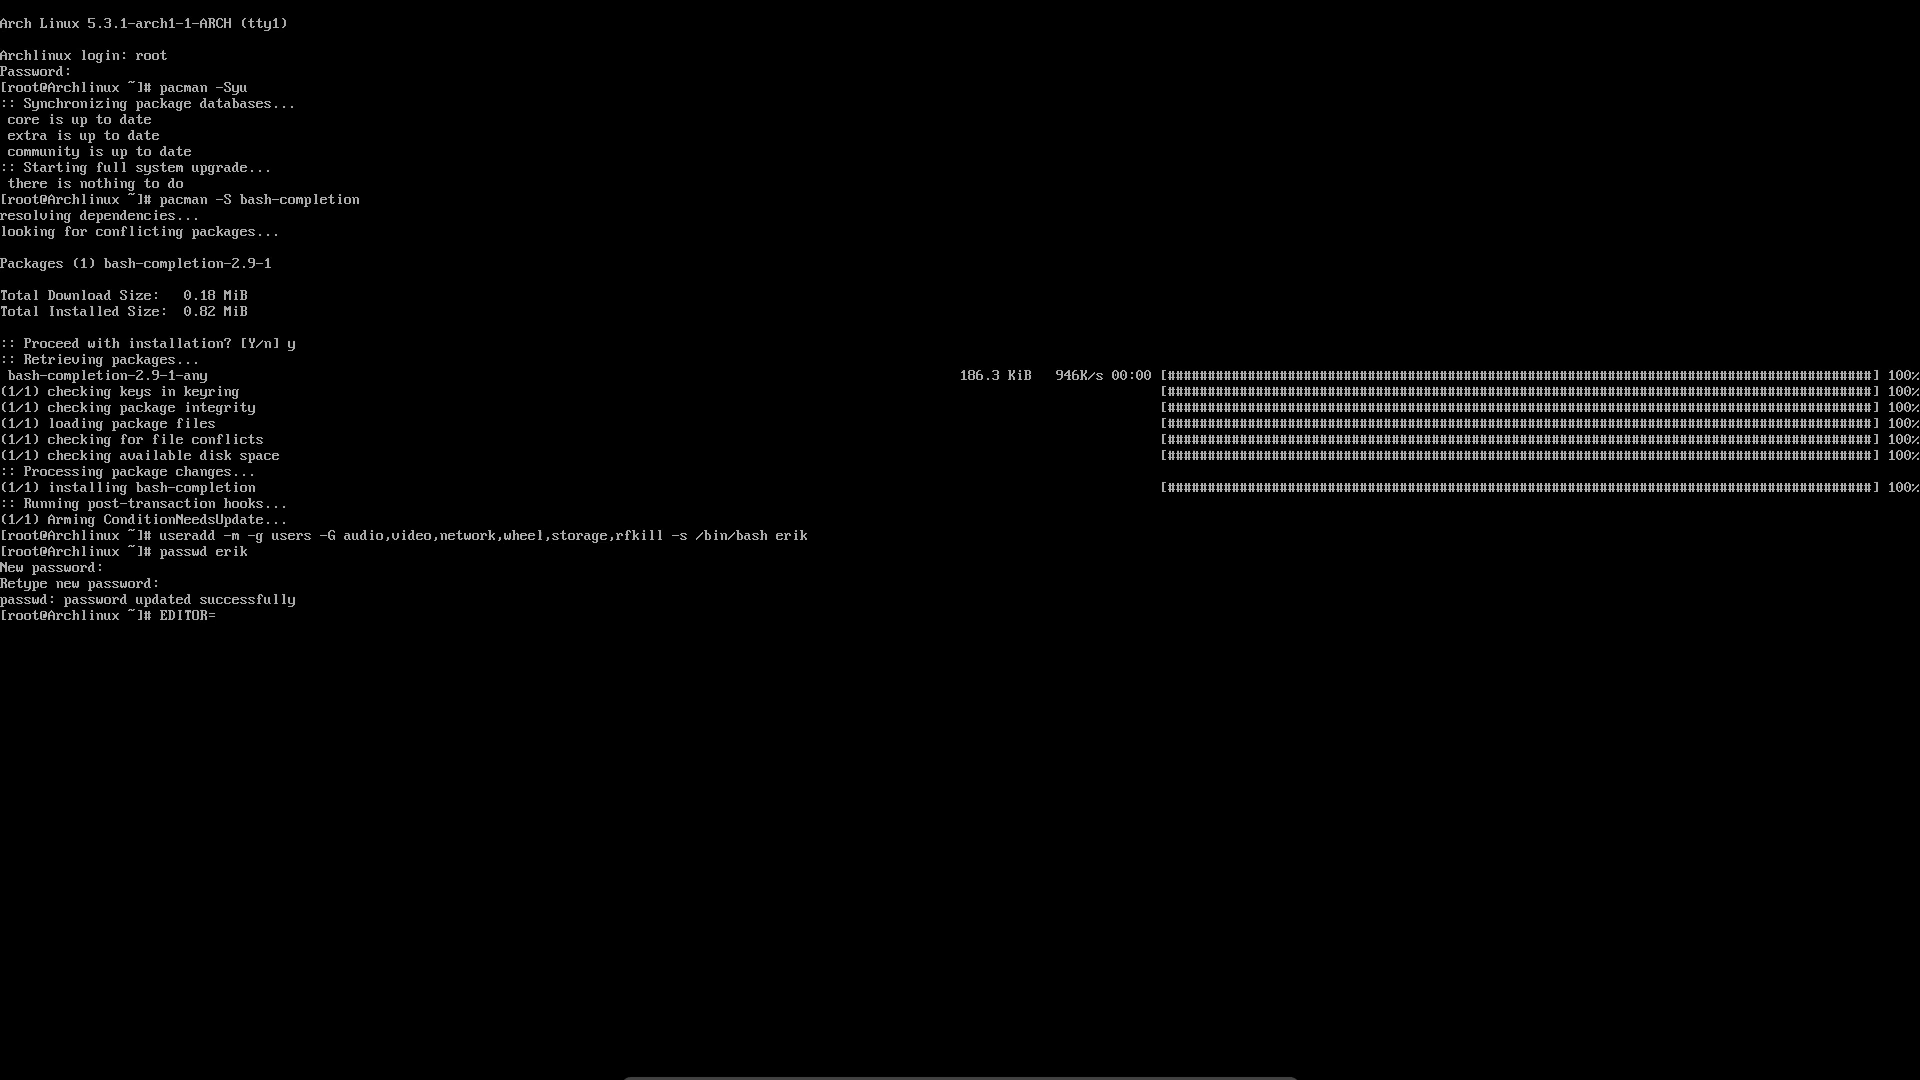 Arch Linux 5.3.1-arch1-1-ARCH (tty1)
Archlinux login: root
Password:
[root@Archlinux ~]# pacman -Syu
:: Synchronizing package databases...
 core is up to date
 extra is up to date
 community is up to date
:: Starting full system upgrade...
 there is nothing to do
[root@Archlinux ~]# pacman -S bash-completion
resolving dependencies...
looking for conflicting packages...
Packages (1) bash-completion-2.9-1
Total Download Size:   0.18 MiB
Total Installed Size:  0.82 MiB
:: Proceed with installation? [Y/n] y
:: Retrieving packages...
 bash-completion-2.9-1-any 186.3 KiB   946K/s 00:00 [########################################################################################] 100%
(1/1) checking keys in keyring [########################################################################################] 100%
(1/1) checking package integrity [########################################################################################] 100%
(1/1) loading package files [########################################################################################] 100%
(1/1) checking for file conflicts [########################################################################################] 100%
(1/1) checking available disk space [########################################################################################] 100%
:: Processing package changes...
(1/1) installing bash-completion [########################################################################################] 100%
:: Running post-transaction hooks...
(1/1) Arming ConditionNeedsUpdate...
[root@Archlinux ~]# useradd -m -g users -G audio,video,network,wheel,storage,rfkill -s /bin/bash erik
[root@Archlinux ~]# passwd erik
New password:
Retype new password:
passwd: password updated successfully
[root@Archlinux ~]# EDITOR=